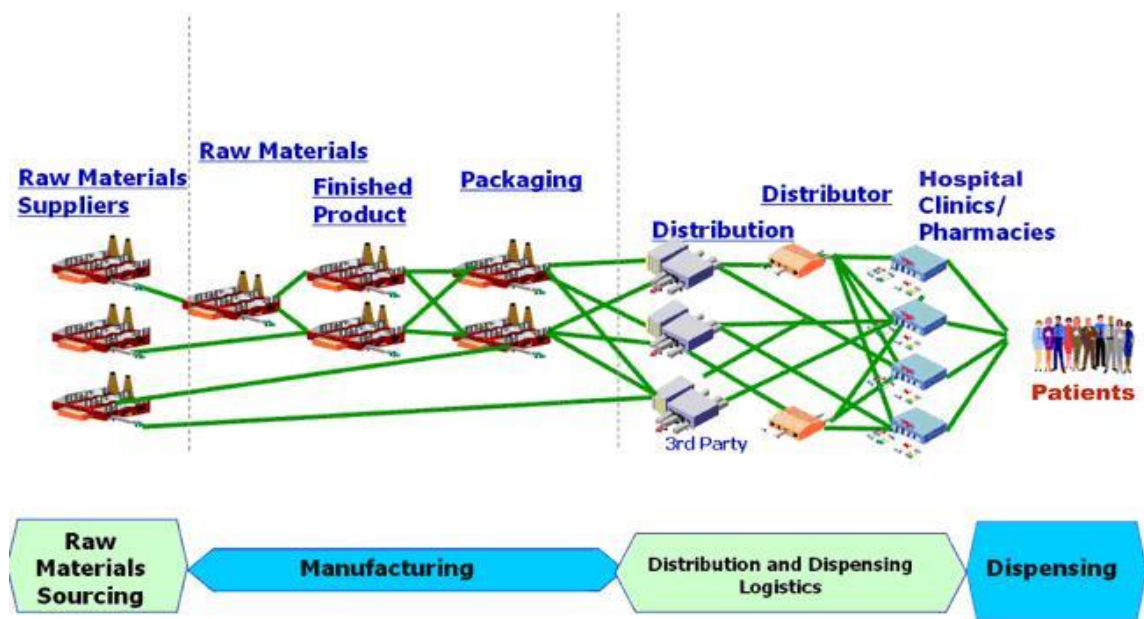 Raw Materials
Suppliers
Raw Materials
Finished
Product
Packaging
Distribution
Distributor
Hospital
Clinics/
Pharmacies
3rd Party
Patients
Raw
Materials
Sourcing
Manufacturing
Distribution and Dispensing
Logistics
Dispensing